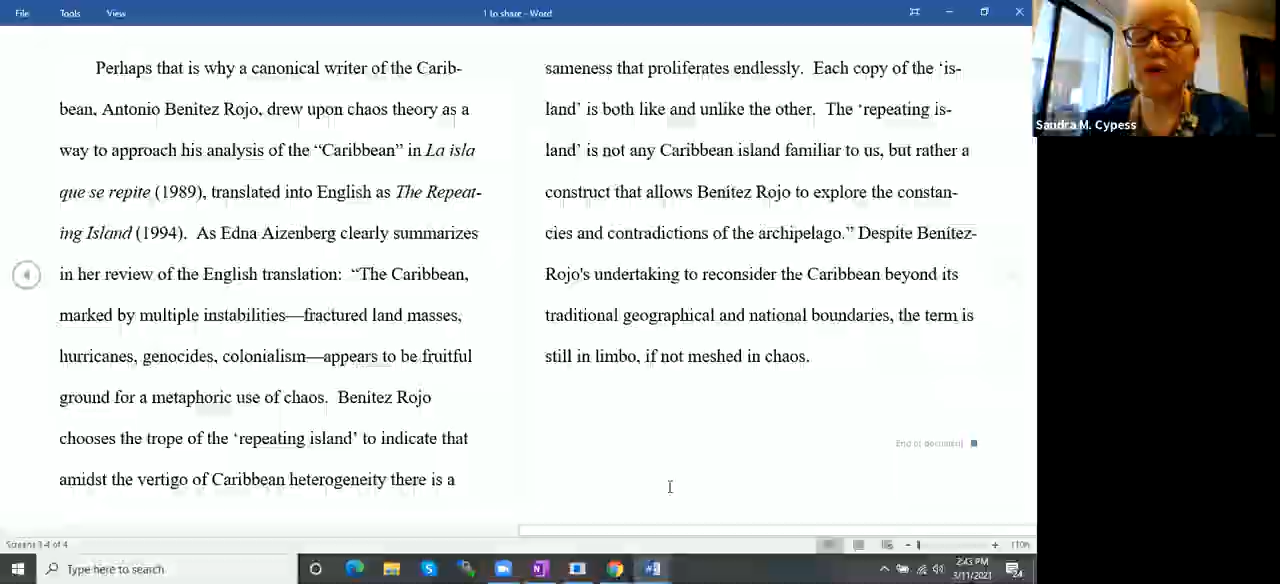 File Tools View 1 to share - Word
Perhaps that is why a canonical writer of the Carib-
bean, Antonio Benítez Rojo, drew upon chaos theory as a
way to approach his analysis of the “Caribbean” in La isla
que se repite (1989), translated into English as The Repeat-
ing Island (1994). As Edna Aizenberg clearly summarizes
in her review of the English translation: “The Caribbean,
marked by multiple instabilities—fractured land masses,
hurricanes, genocides, colonialism—appears to be fruitful
ground for a metaphoric use of chaos. Benítez Rojo
chooses the trope of the ‘repeating island’ to indicate that
amidst the vertigo of Caribbean heterogeneity there is a
sameness that proliferates endlessly. Each copy of the ‘is-
land’ is both like and unlike the other. The ‘repeating is-
land’ is not any Caribbean island familiar to us, but rather a
construct that allows Benítez Rojo to explore the constan-
cies and contradictions of the archipelago.” Despite Benítez-
Rojo's undertaking to reconsider the Caribbean beyond its
traditional geographical and national boundaries, the term is
still in limbo, if not meshed in chaos.
End of document
Sandra M. Cypess
Screens 3-4 of 4
Type here to search
2:43 PM
3/11/2021
24